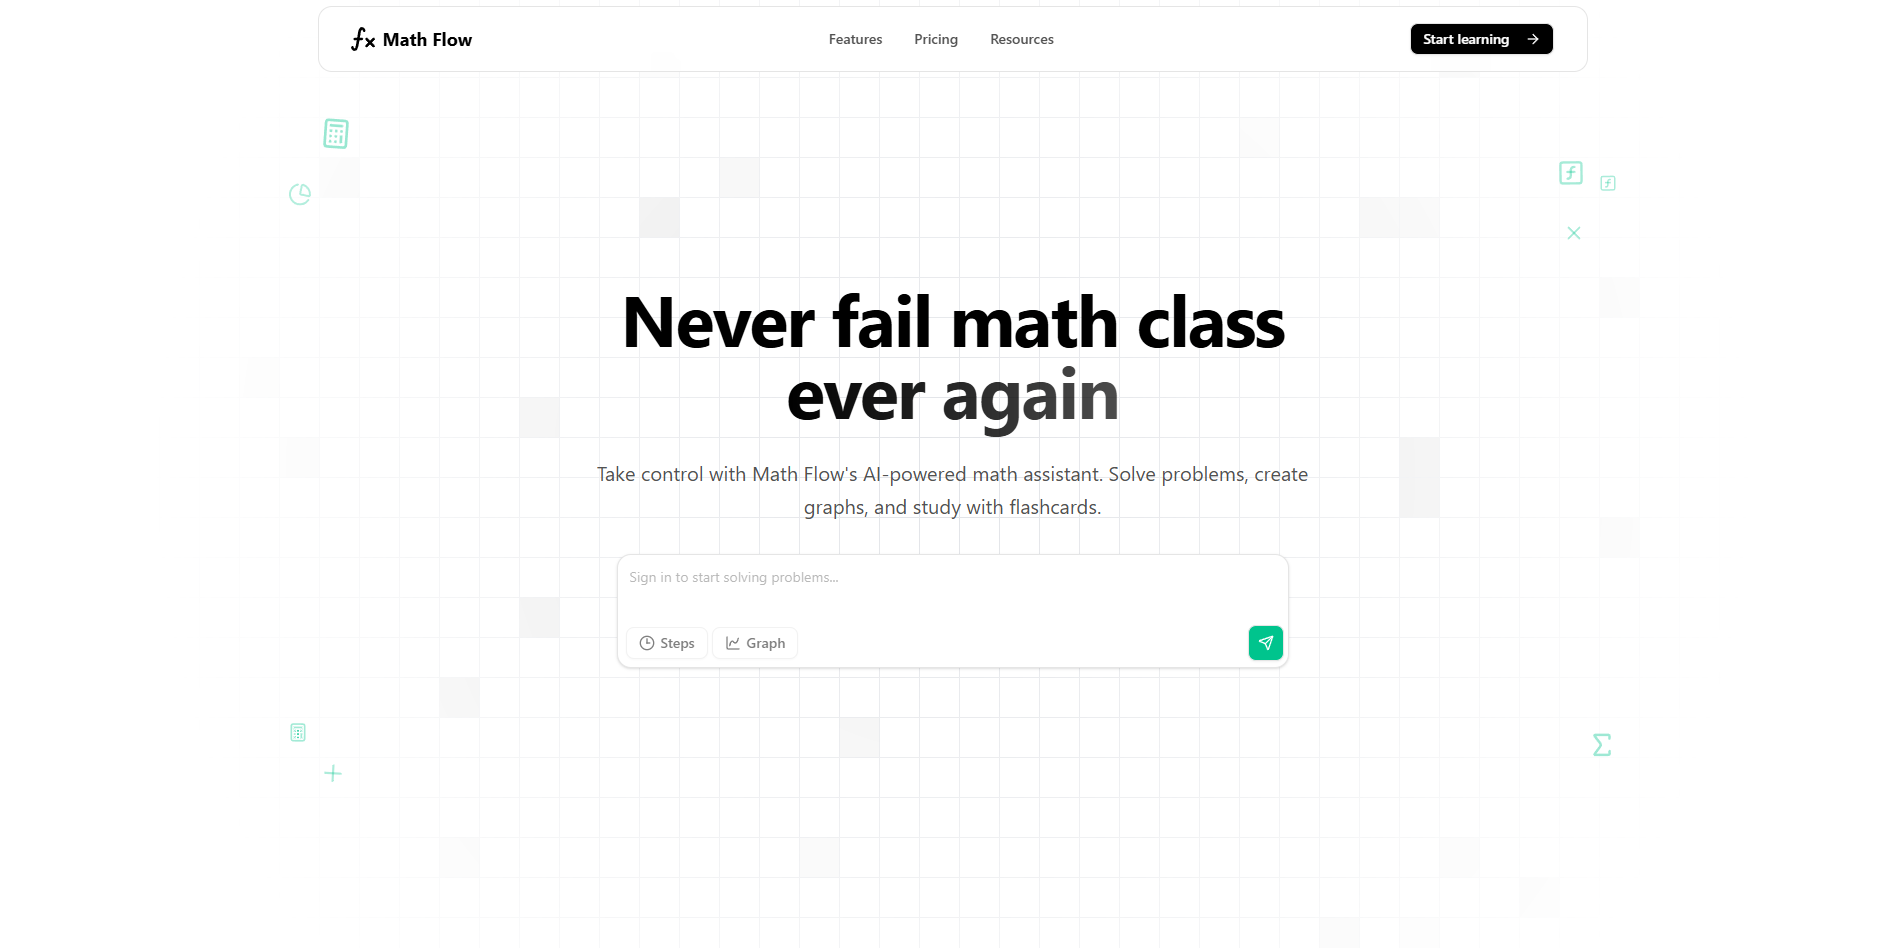 Math Flow
Features
Pricing
Resources
Start learning
Never fail math class
ever again
Take control with Math Flow's AI-powered math assistant. Solve problems, create
graphs, and study with flashcards.
Sign in to start solving problems...
Steps
Graph